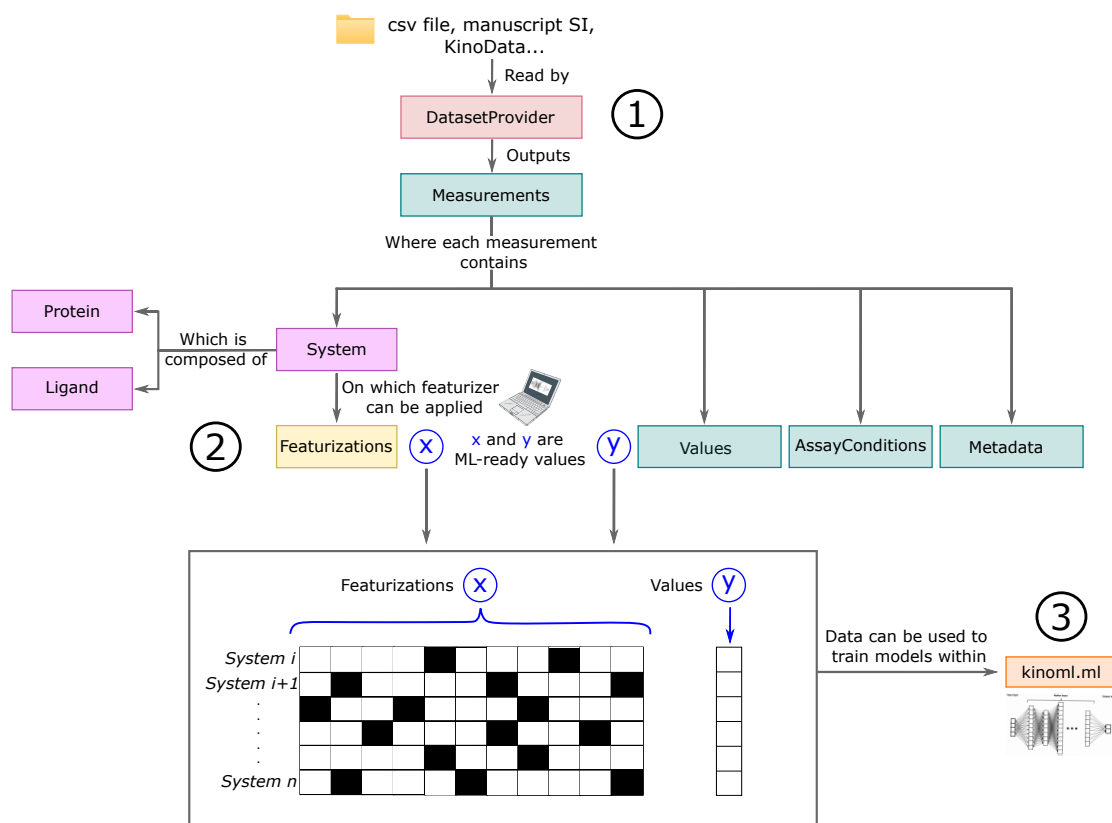 csv file, manuscript SI,
KinoData...
Read by
DatasetProvider
1
Outputs
Measurements
Where each measurement
contains
Protein
Which is
composed of
System
Ligand
On which featurizer
can be applied
2
Featurizations
x
x and y are
ML-ready values
y
Values
AssayConditions
Metadata
Featurizations x
Values y
System i
System i+1
.
.
.
.
System n
Data can be used to
train models within
3
kinoml.ml